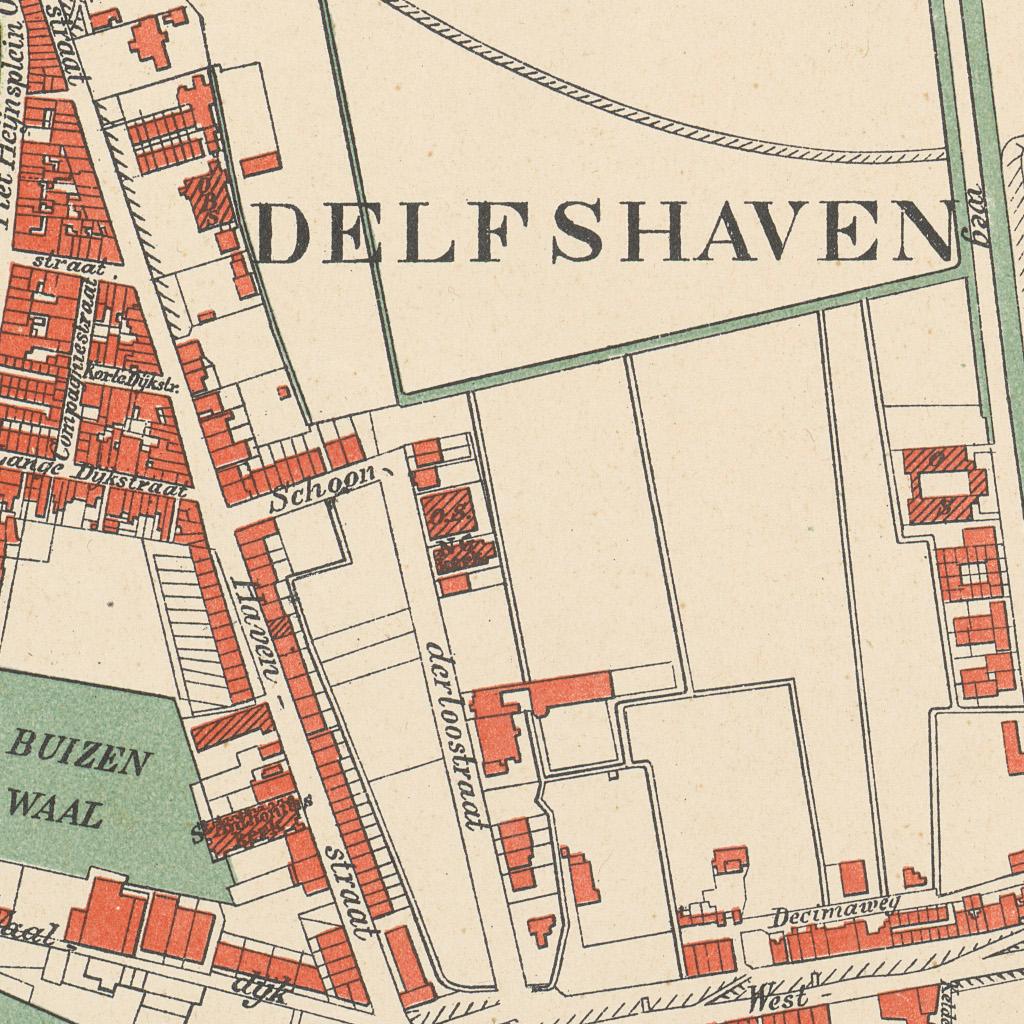 straat
Piet Heijnsplein
O.B.S.
DELFSHAVEN
weg
straat.
Compagniestraat
Korte Dijkstr.
Lange Dijkstraat
Schoon
O.S.
O
S
Haven -
derloostraat
BUIZEN
WAAL
straat
dijk
Decimaweg
West -